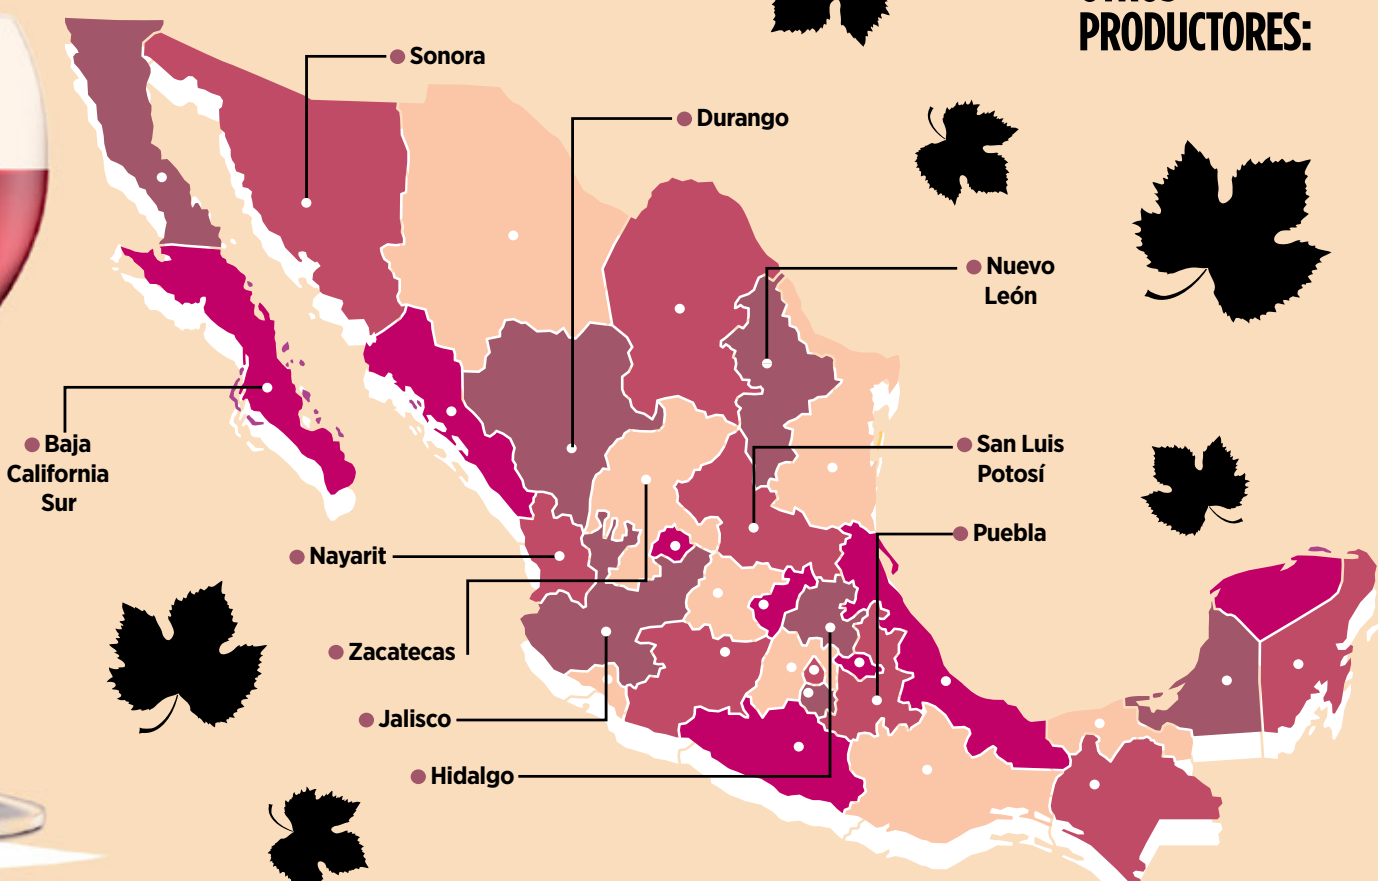 PRODUCTORES:
Sonora
Durango
Nuevo
León
Baja
California
Sur
San Luis
Potosí
Puebla
Nayarit
Zacatecas
Jalisco
Hidalgo